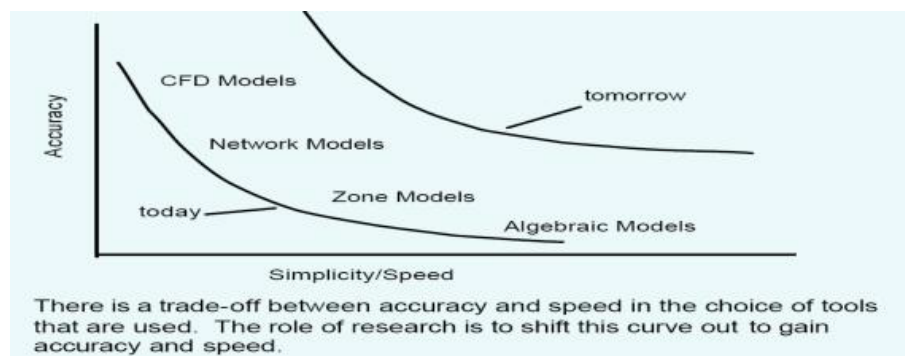 CFD Models
tomorrow
Accuracy
Network Models
Zone Models
today
Algebraic Models
Simplicity/Speed
There is a trade-off between accuracy and speed in the choice of tools
that are used.  The role of research is to shift this curve out to gain
accuracy and speed.